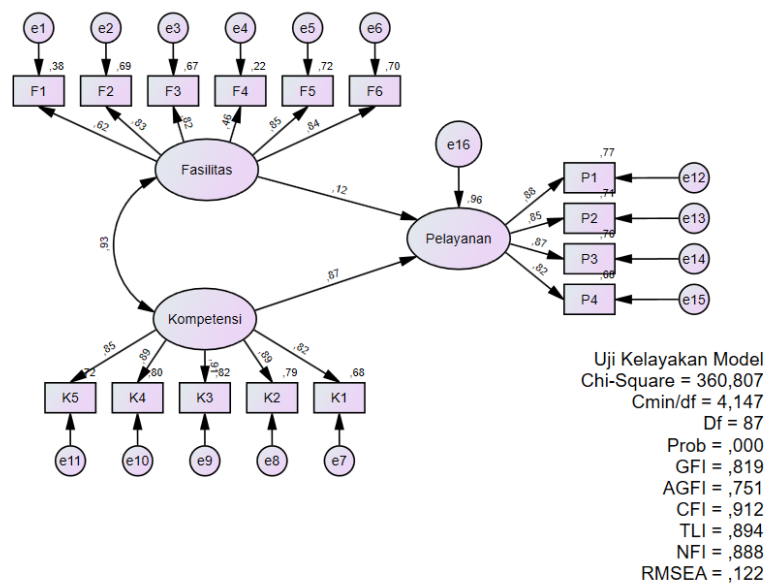 e1 e2 e3 e4 e5 e6
,38 ,69 ,67 ,22 ,72 ,70
F1 F2 F3 F4 F5 F6
,62 ,83 ,82 ,46 ,85 ,84
Fasilitas
e16
,12
,96
Pelayanan
,77
P1 e12
,88
,71
P2 e13
,85
,76
P3 e14
,87
,68
P4 e15
,82
,93
,87
Kompetensi
,85 ,89 ,91 ,89 ,82
,72 ,80 ,82 ,79 ,68
K5 K4 K3 K2 K1
e11 e10 e9 e8 e7
Uji Kelayakan Model
Chi-Square = 360,807
Cmin/df = 4,147
Df = 87
Prob = ,000
GFI = ,819
AGFI = ,751
CFI = ,912
TLI = ,894
NFI = ,888
RMSEA = ,122